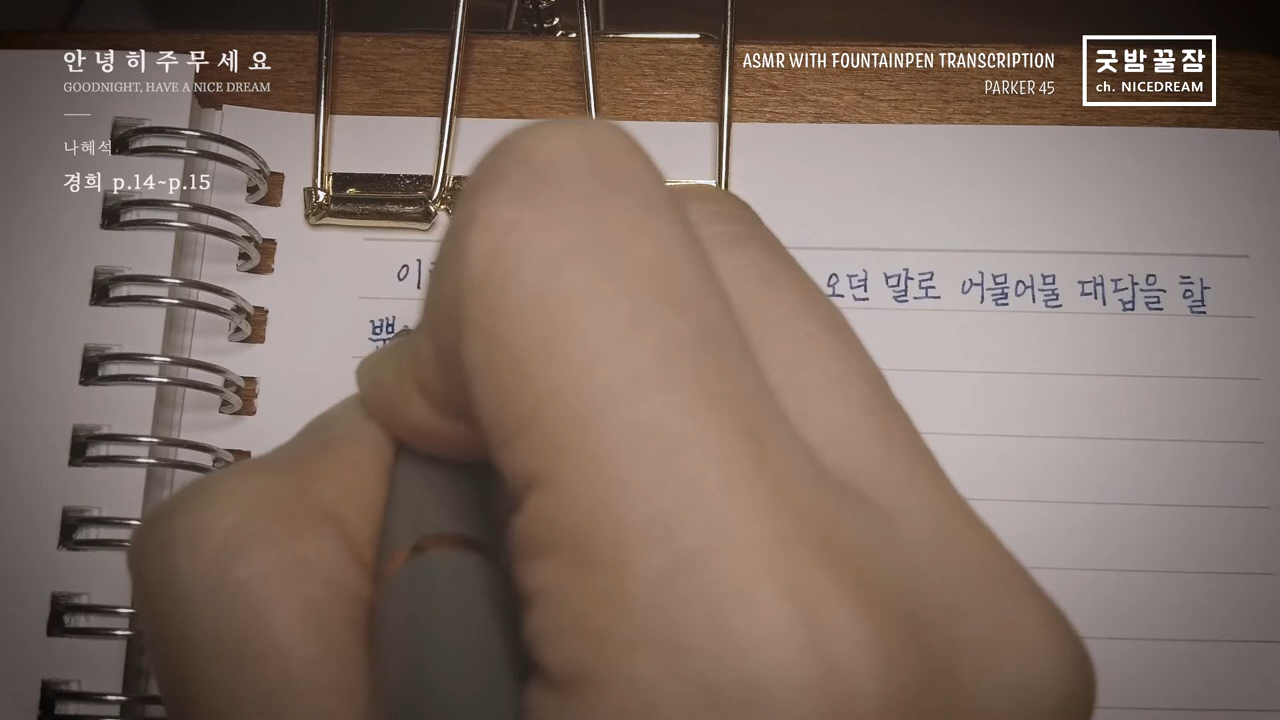 안녕히주무세요
GOODNIGHT, HAVE A NICE DREAM
나혜석
경희 p.14~p.15
ASMR WITH FOUNTAINPEN TRANSCRIPTION
PARKER 45
굿밤꿀잠
ch. NICEDREAM
오던 말로 어물어물 대답을 할